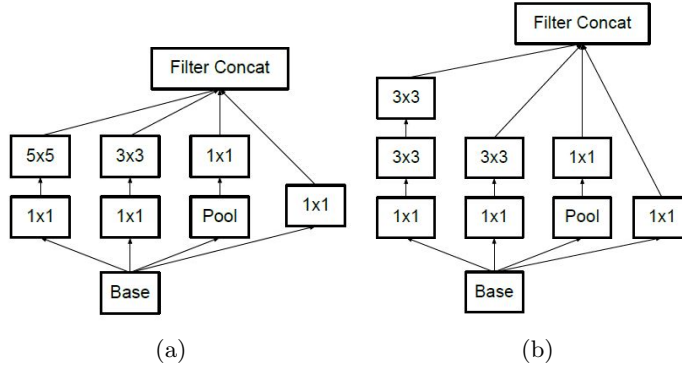 Filter Concat
5x5 3x3 1x1
1x1 1x1 Pool 1x1
Base
(a)
Filter Concat
3x3
3x3 3x3 1x1
1x1 1x1 Pool 1x1
Base
(b)